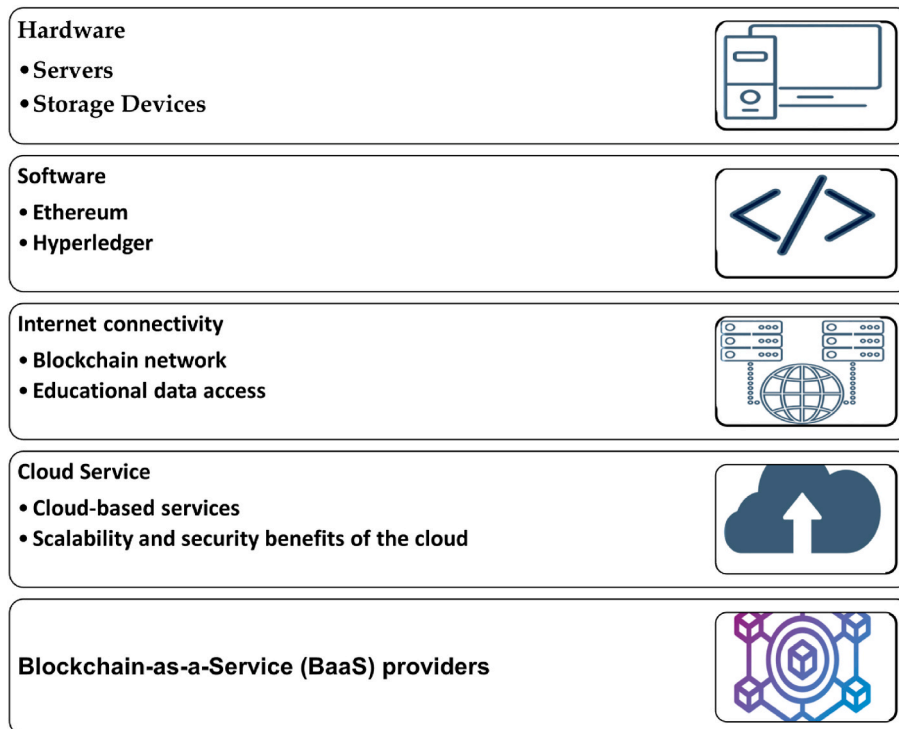 Hardware
•Servers
•Storage Devices
Software
• Ethereum
• Hyperledger
Internet connectivity
• Blockchain network
• Educational data access
Cloud Service
• Cloud-based services
• Scalability and security benefits of the cloud
Blockchain-as-a-Service (BaaS) providers